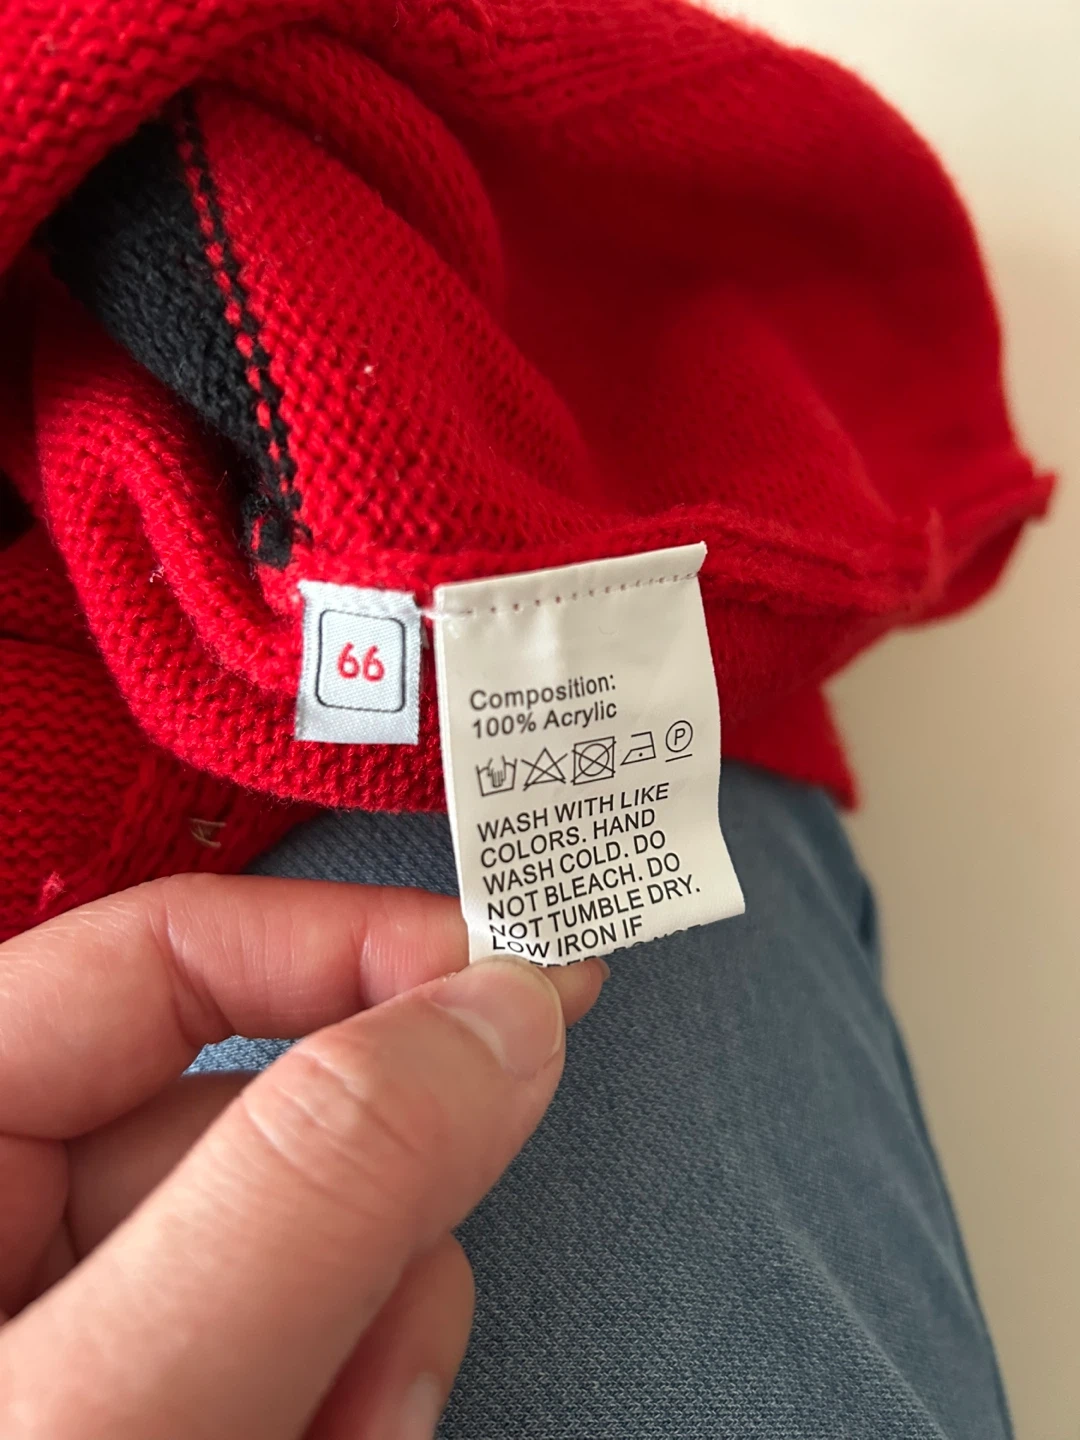 66
Composition:
100% Acrylic
P
WASH WITH LIKE
COLORS. HAND
WASH COLD. DO
NOT BLEACH. DO
NOT TUMBLE DRY.
LOW IRON IF